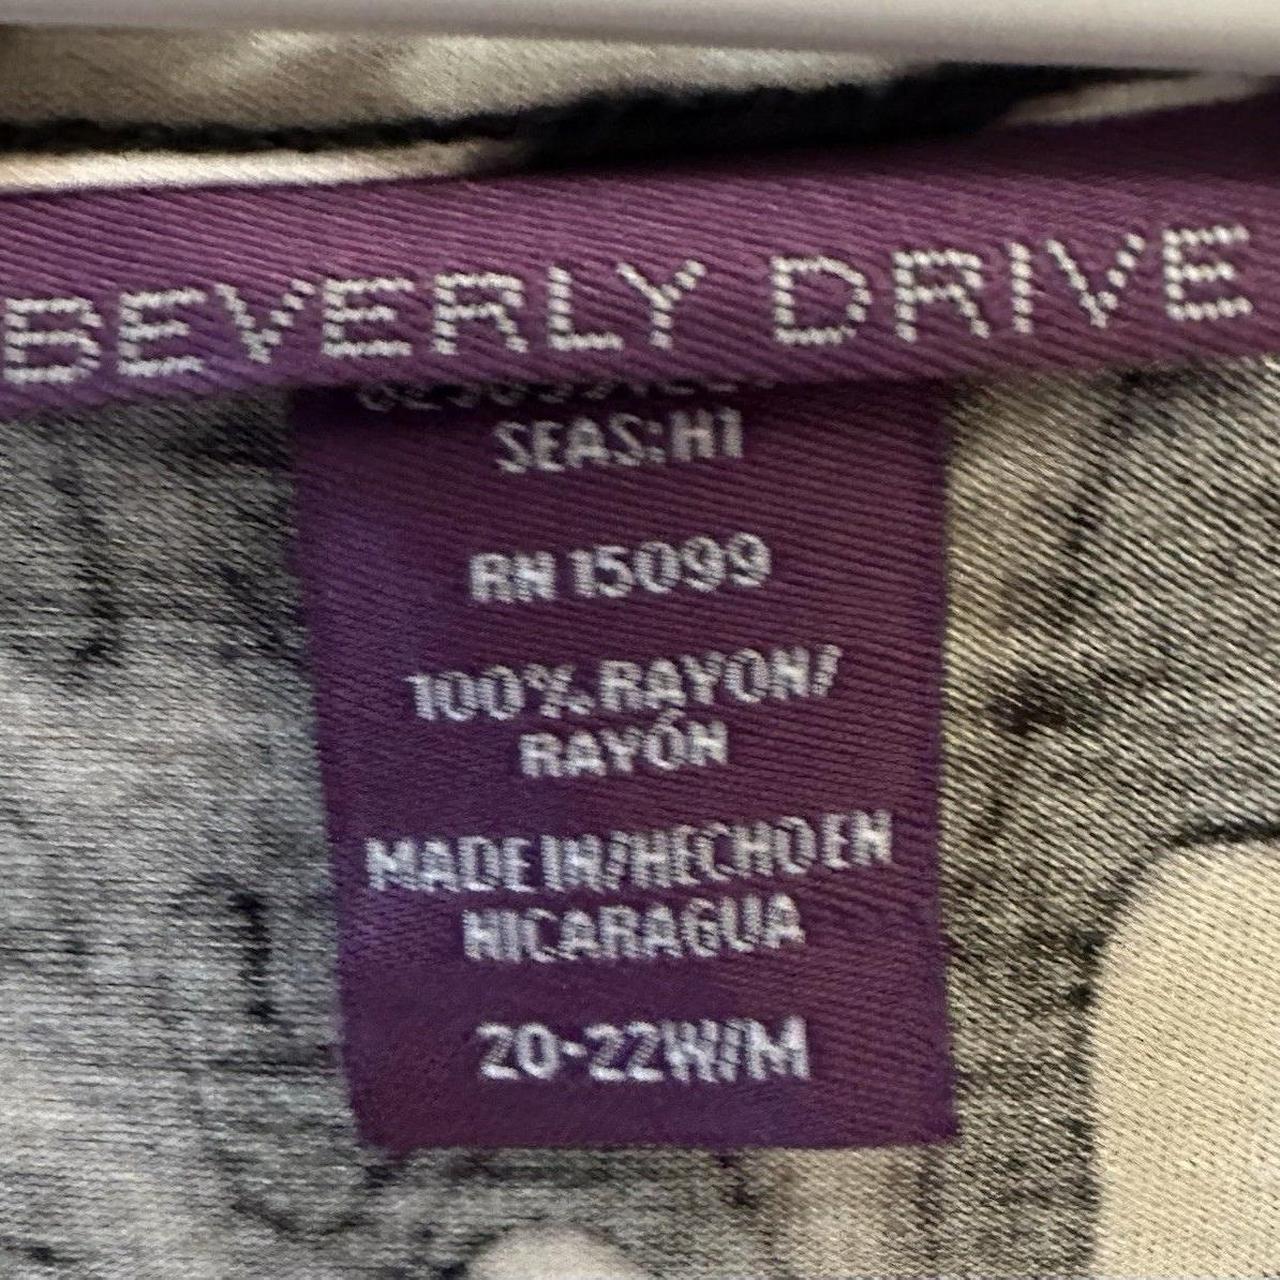 BEVERLY DRIVE
SEAS:H1
RN 15099
100% RAYON/
RAYÓN
MADE IN/HECHO EN
NICARAGUA
20-22W/M